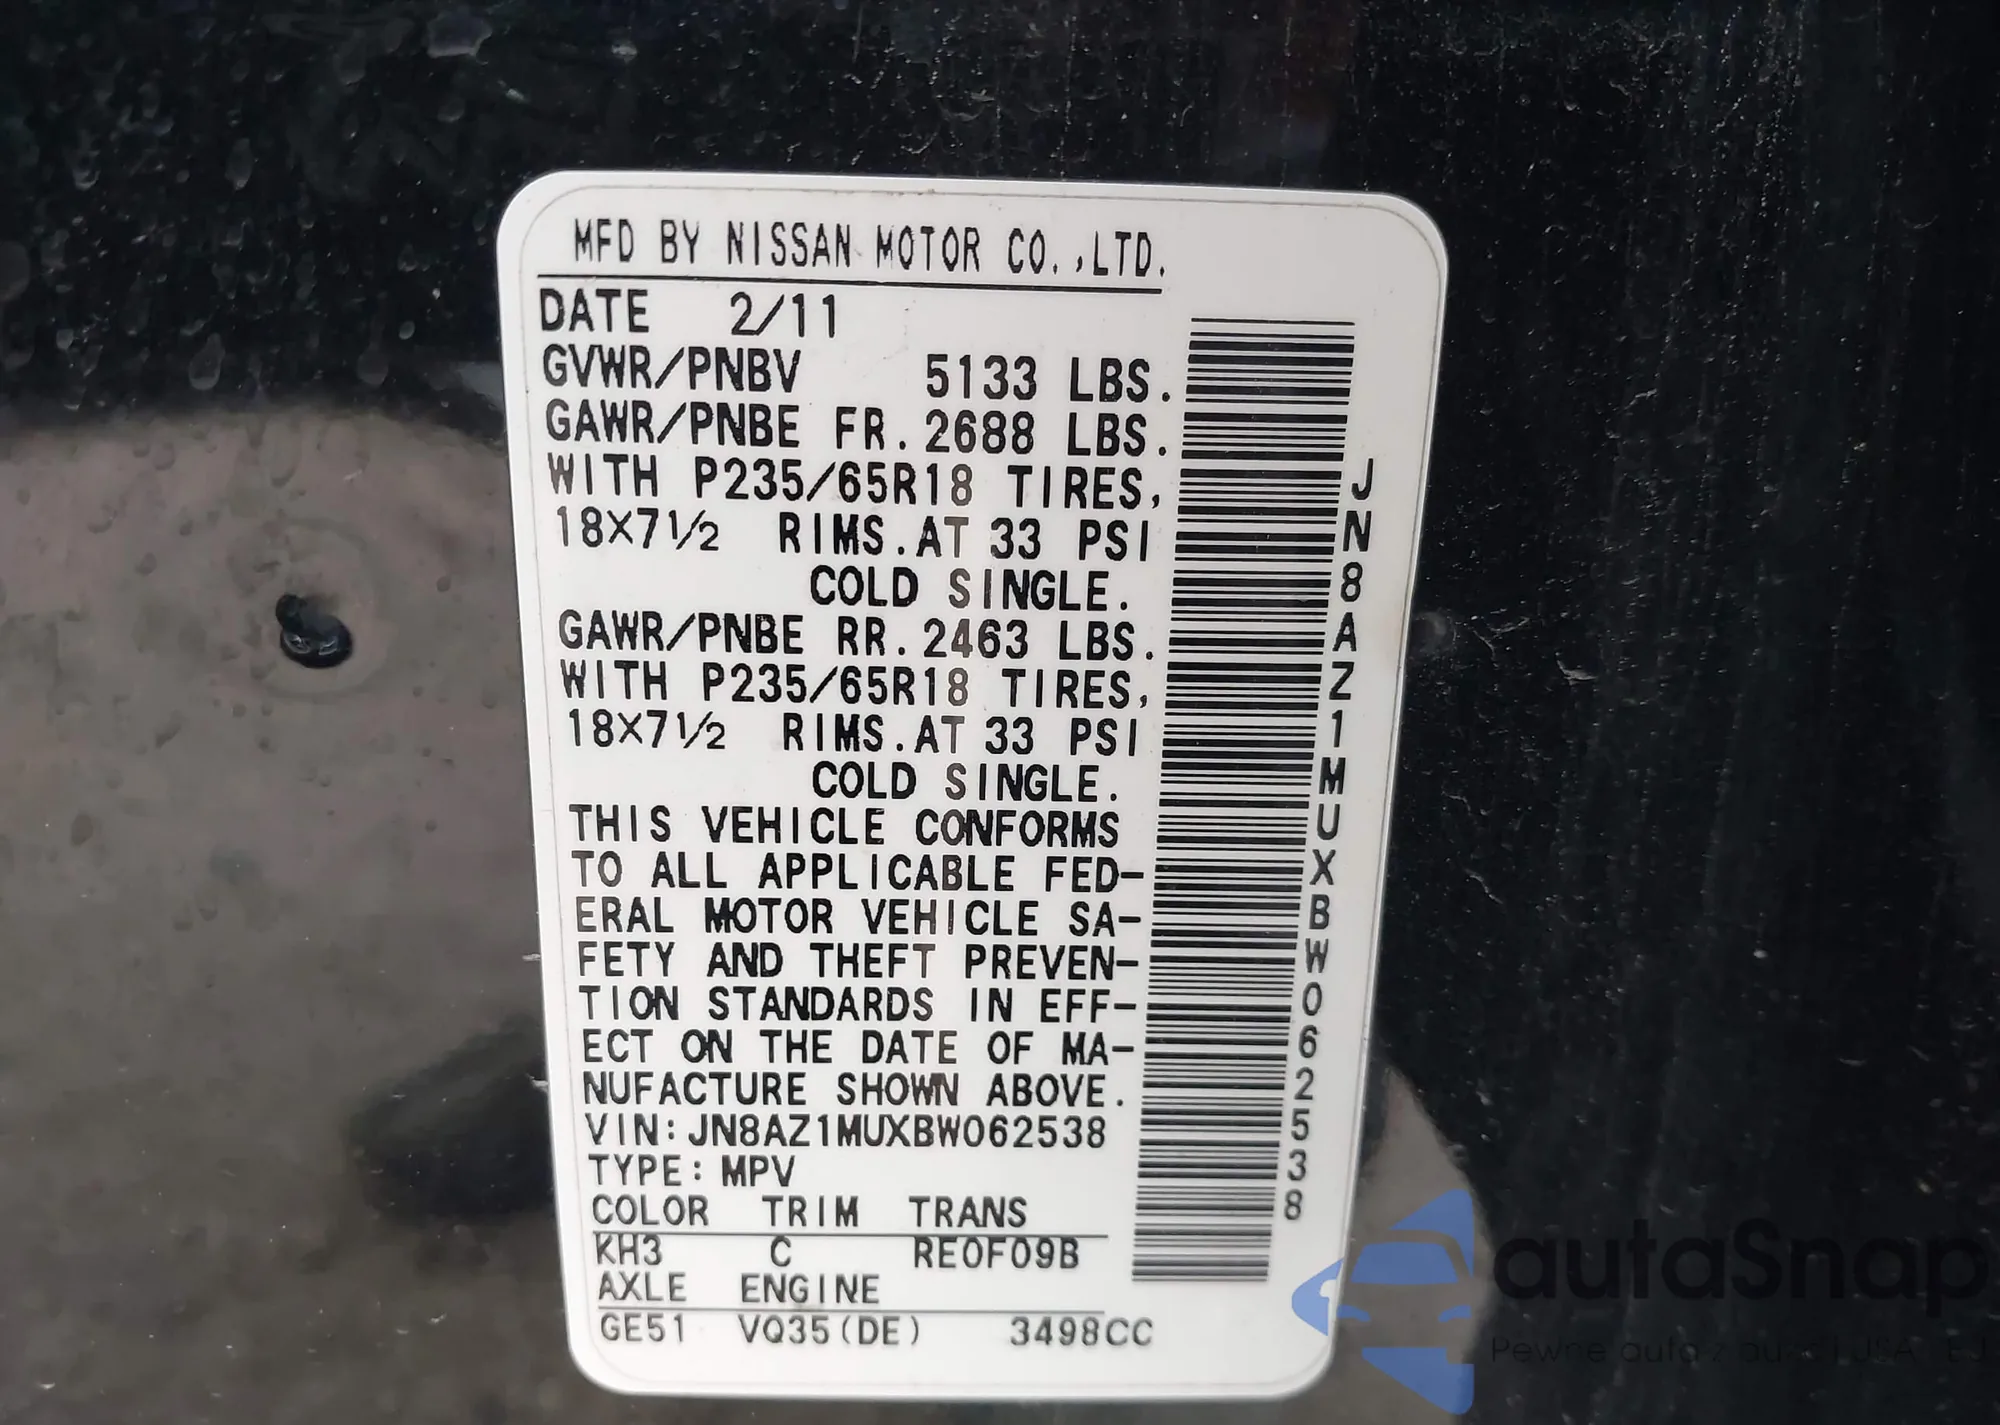 MFD BY NISSAN MOTOR CO.,LTD.
DATE 2/11
GVWR/PNBV 5133 LBS.
GAWR/PNBE FR. 2688 LBS.
WITH P235/65R18 TIRES,
18X7½ RIMS.AT 33 PSI
COLD SINGLE.
GAWR/PNBE RR. 2463 LBS.
WITH P235/65R18 TIRES,
18X7½ RIMS.AT 33 PSI
COLD SINGLE.
THIS VEHICLE CONFORMS
TO ALL APPLICABLE FED-
ERAL MOTOR VEHICLE SA-
FETY AND THEFT PREVEN-
TION STANDARDS IN EFF-
ECT ON THE DATE OF MA-
NUFACTURE SHOWN ABOVE.
VIN:JN8AZ1MUXBW062538
TYPE:MPV
COLOR TRIM TRANS
KH3 C RE0F09B
AXLE ENGINE
GE51 VQ35(DE) 3498CC
JN8AZ1MUXBW062538
autaSnap
Pewne auta z